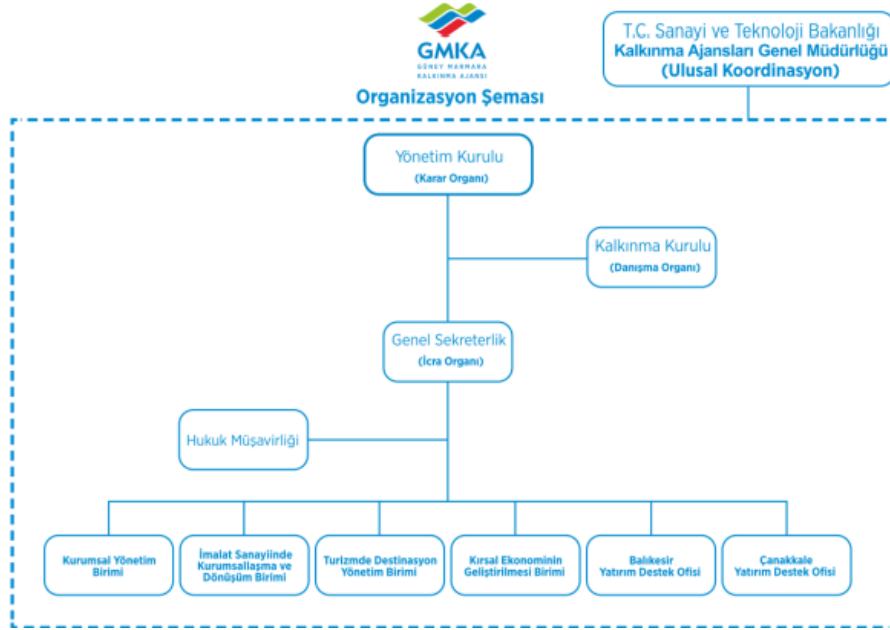 GMKA
GÜNEY MARMARA
KALKINMA AJANSI
Organizasyon Şeması
T.C. Sanayi ve Teknoloji Bakanlığı
Kalkınma Ajansları Genel Müdürlüğü
(Ulusal Koordinasyon)
Yönetim Kurulu
(Karar Organı)
Kalkınma Kurulu
(Danışma Organı)
Genel Sekreterlik
(İcra Organı)
Hukuk Müşavirliği
Kurumsal Yönetim
Birimi
İmalat Sanayiinde
Kurumsallaşma ve
Dönüşüm Birimi
Turizmde Destinasyon
Yönetim Birimi
Kırsal Ekonominin
Geliştirilmesi Birimi
Balıkesir
Yatırım Destek Ofisi
Çanakkale
Yatırım Destek Ofisi